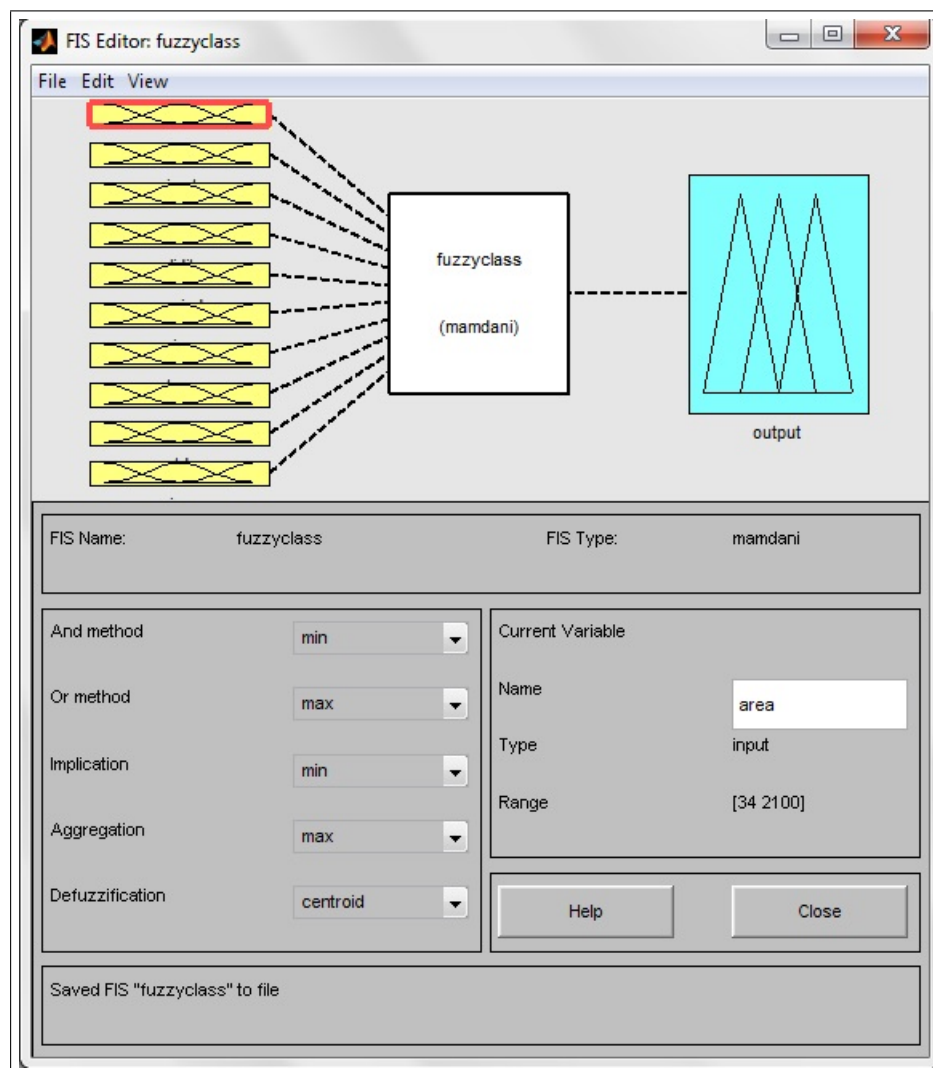 FIS Editor: fuzzyclass
File Edit View
fuzzyclass
(mamdani)
output
FIS Name: fuzzyclass FIS Type: mamdani
And method min
Or method max
Implication min
Aggregation max
Defuzzification centroid
Current Variable
Name area
Type input
Range [34 2100]
Help Close
Saved FIS "fuzzyclass" to file